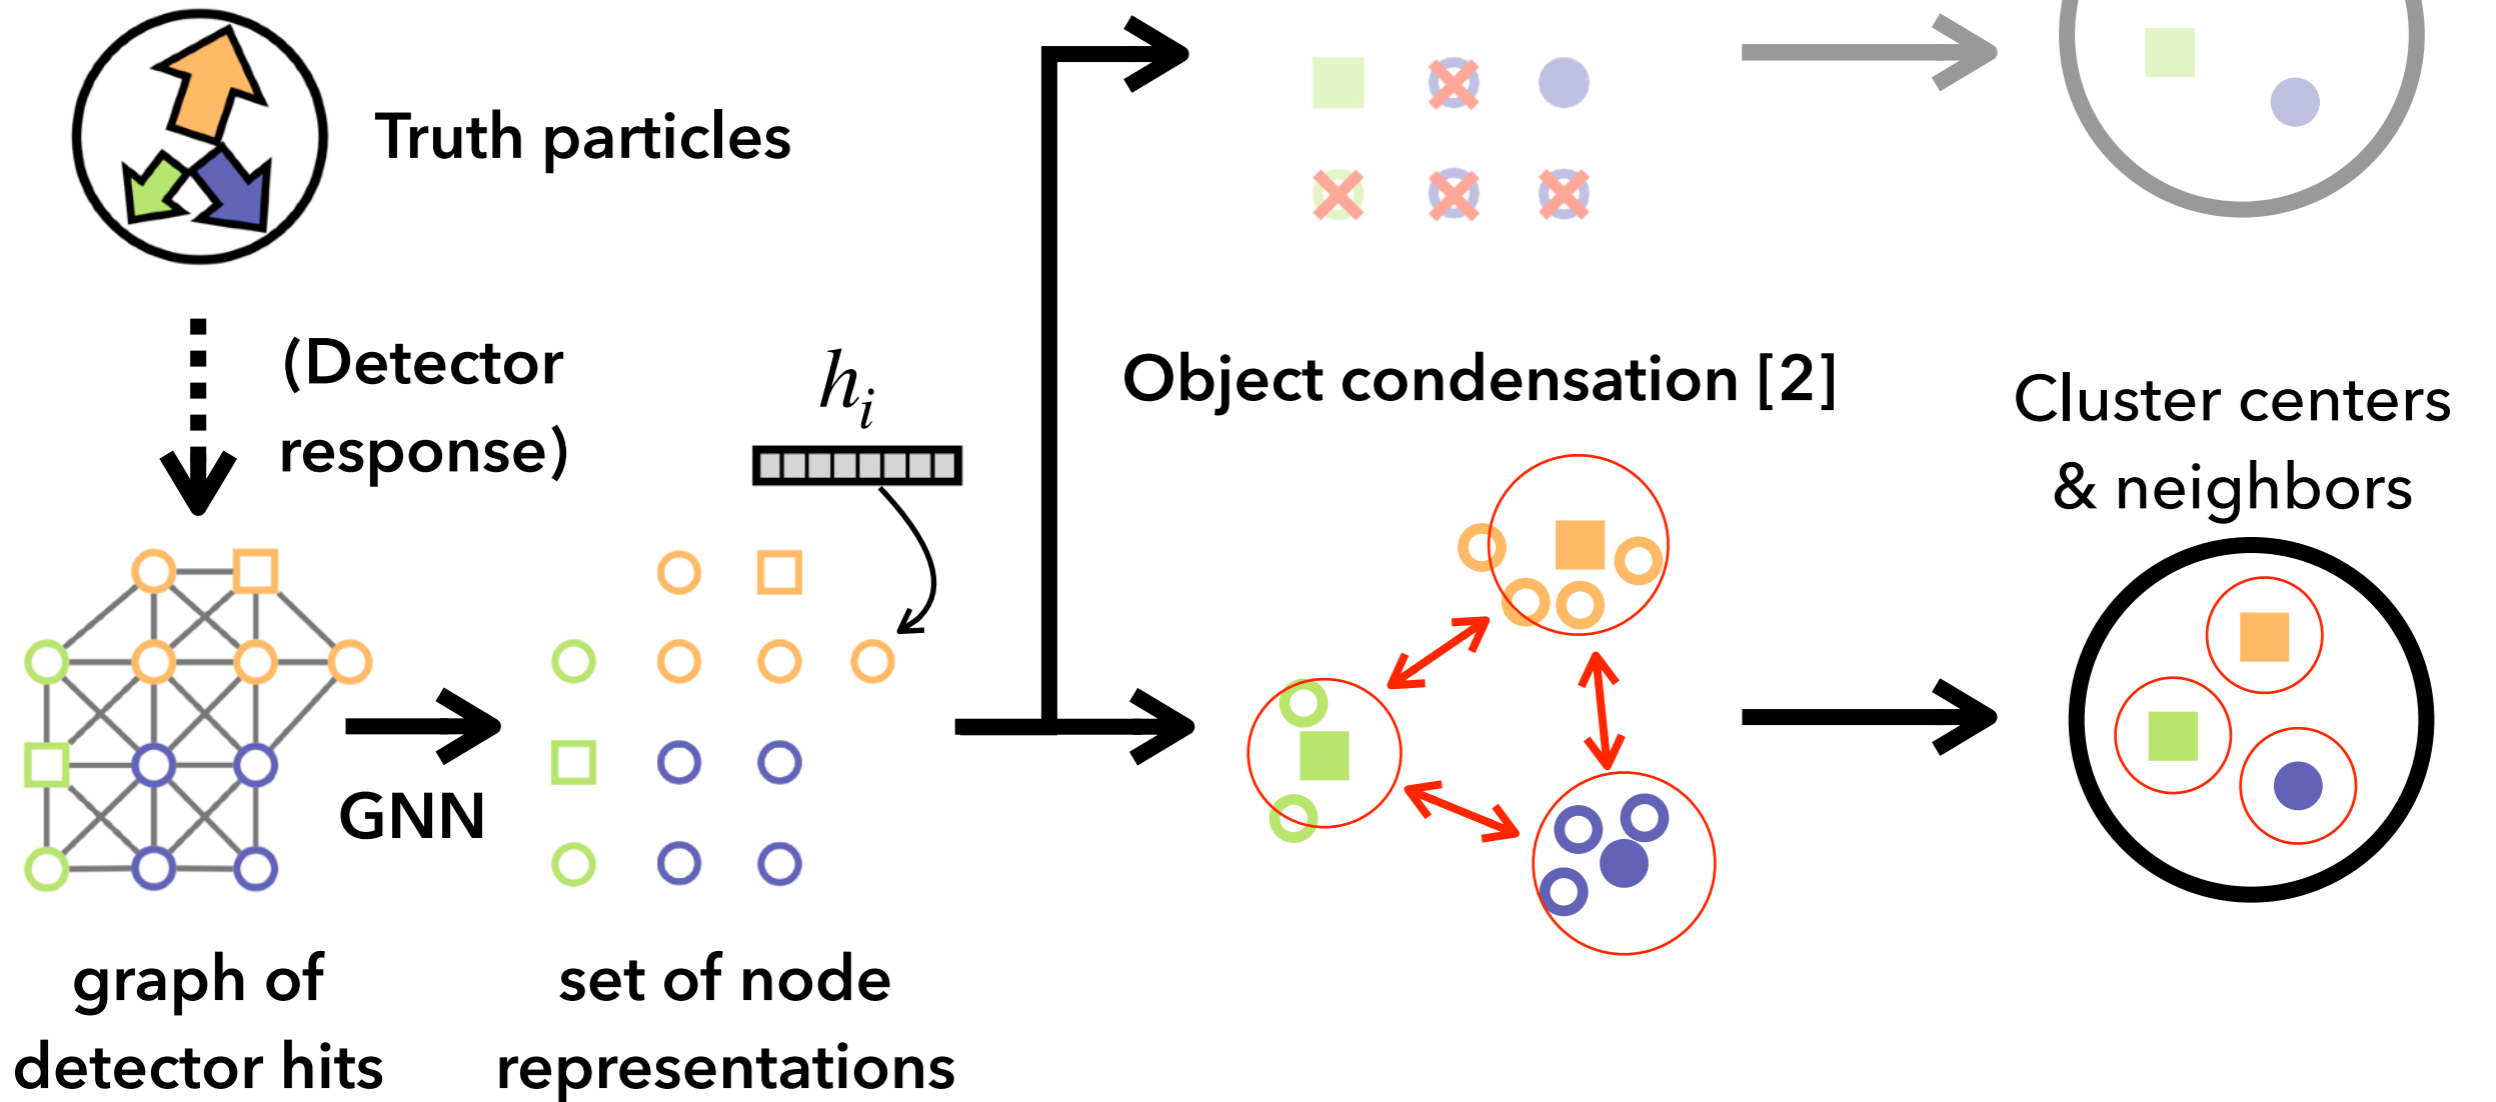 Truth particles
(Detector
response)
h_i
Object condensation [2]
Cluster centers
& neighbors
GNN
graph of
detector hits
set of node
representations